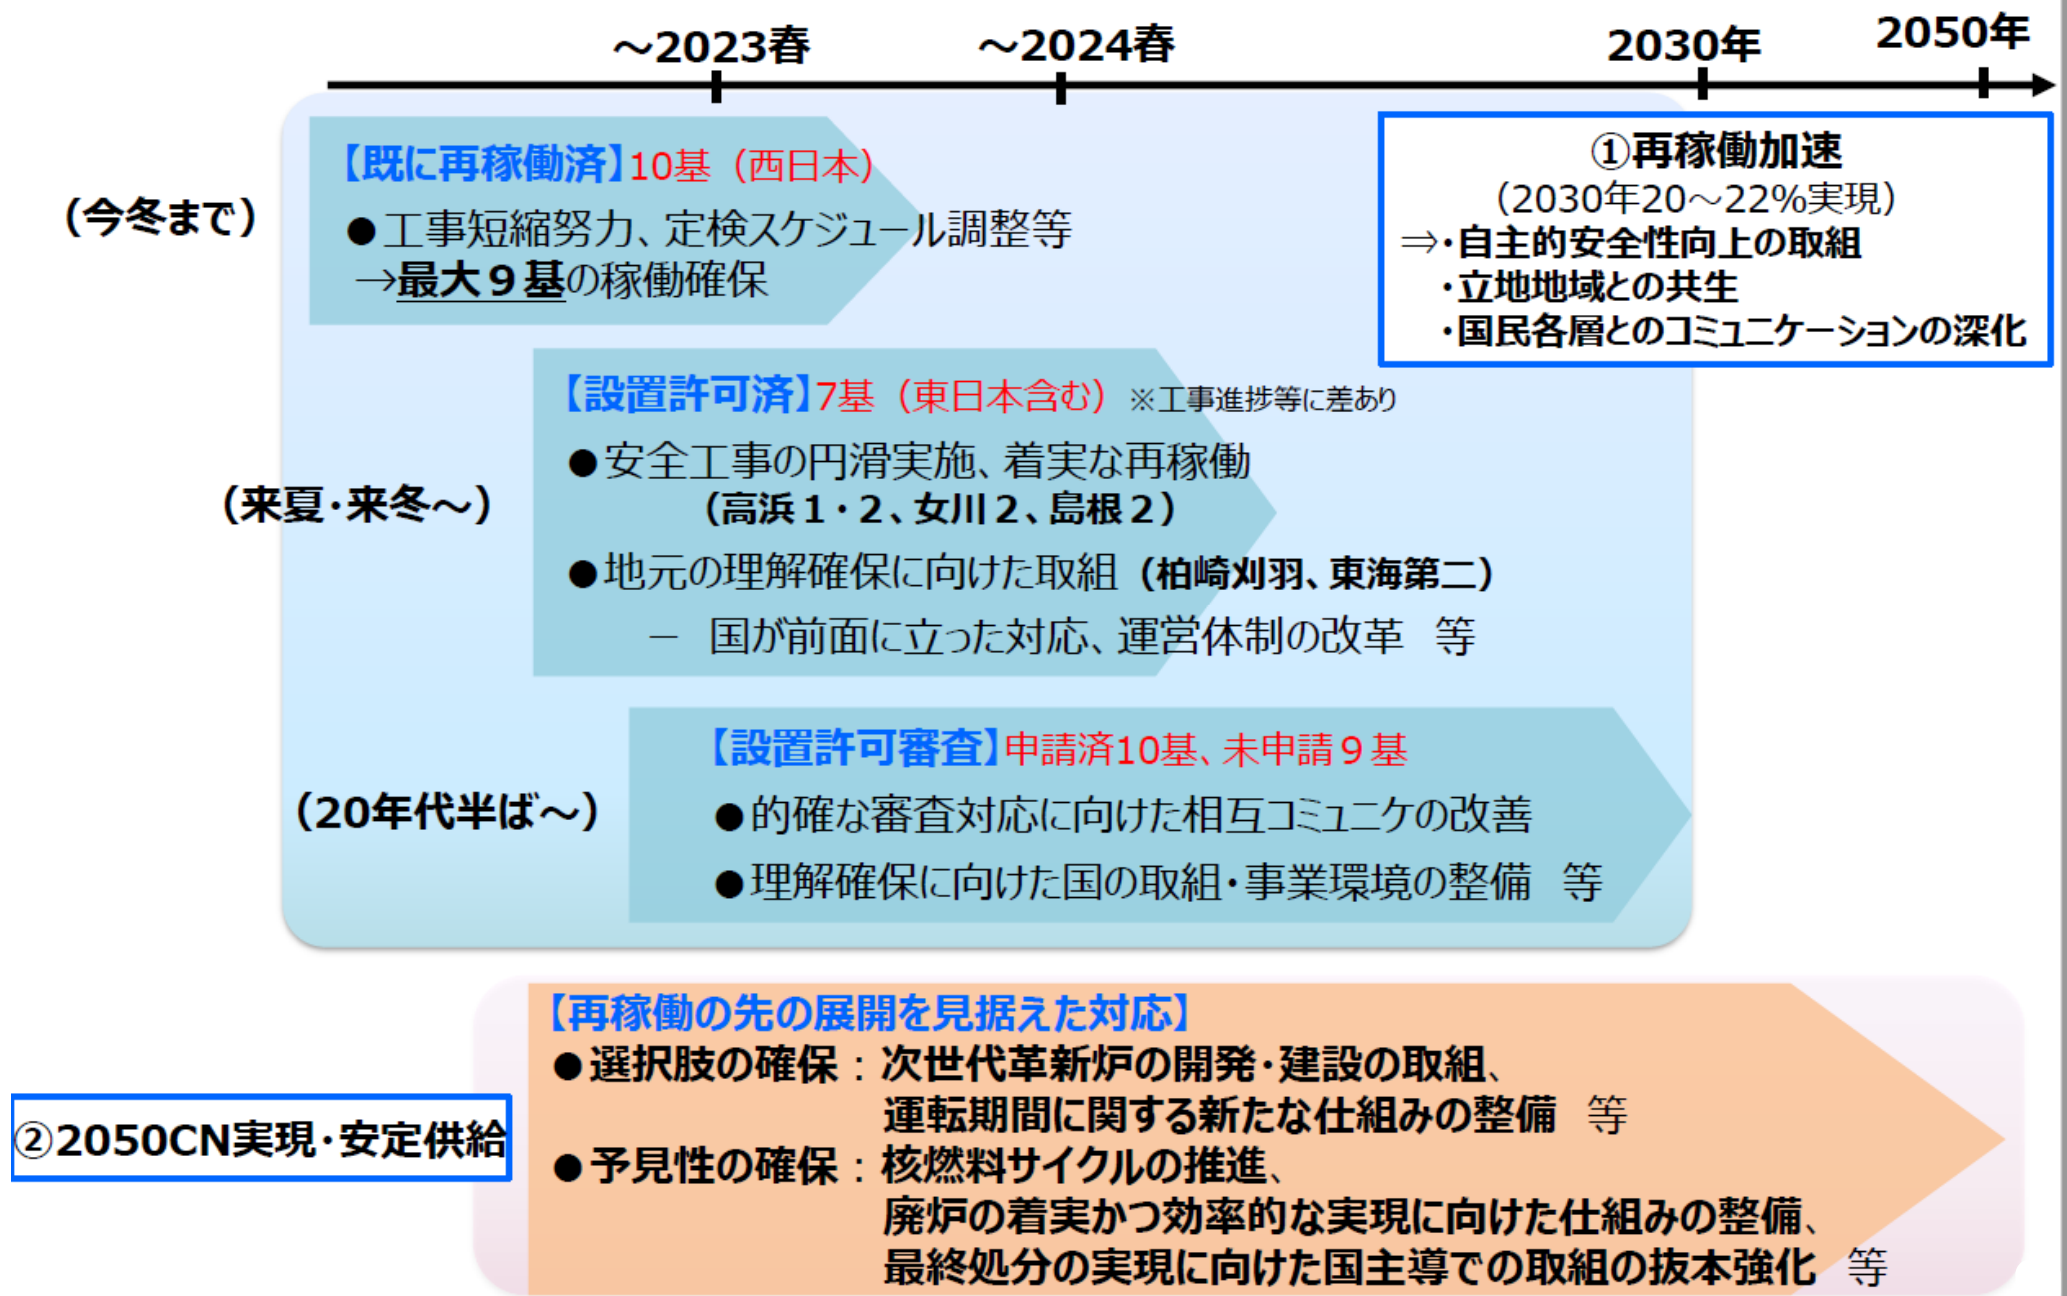 ～2023春
～2024春
2030年
2050年
（今冬まで）
【既に再稼働済】10基（西日本）
●工事短縮努力、定検スケジュール調整等
→最大９基の稼働確保
①再稼働加速
（2030年20～22%実現）
⇒・自主的安全性向上の取組
・立地地域との共生
・国民各層とのコミュニケーションの深化
（来夏・来冬～）
【設置許可済】7基（東日本含む）※工事進捗等に差あり
●安全工事の円滑実施、着実な再稼働
（高浜１・２、女川２、島根２）
●地元の理解確保に向けた取組（柏崎刈羽、東海第二）
－　国が前面に立った対応、運営体制の改革　等
（20年代半ば～）
【設置許可審査】申請済10基、未申請９基
●的確な審査対応に向けた相互コミュニケの改善
●理解確保に向けた国の取組・事業環境の整備　等
②2050CN実現・安定供給
【再稼働の先の展開を見据えた対応】
●選択肢の確保：次世代革新炉の開発・建設の取組、
運転期間に関する新たな仕組みの整備　等
●予見性の確保：核燃料サイクルの推進、
廃炉の着実かつ効率的な実現に向けた仕組みの整備、
最終処分の実現に向けた国主導での取組の抜本強化　等